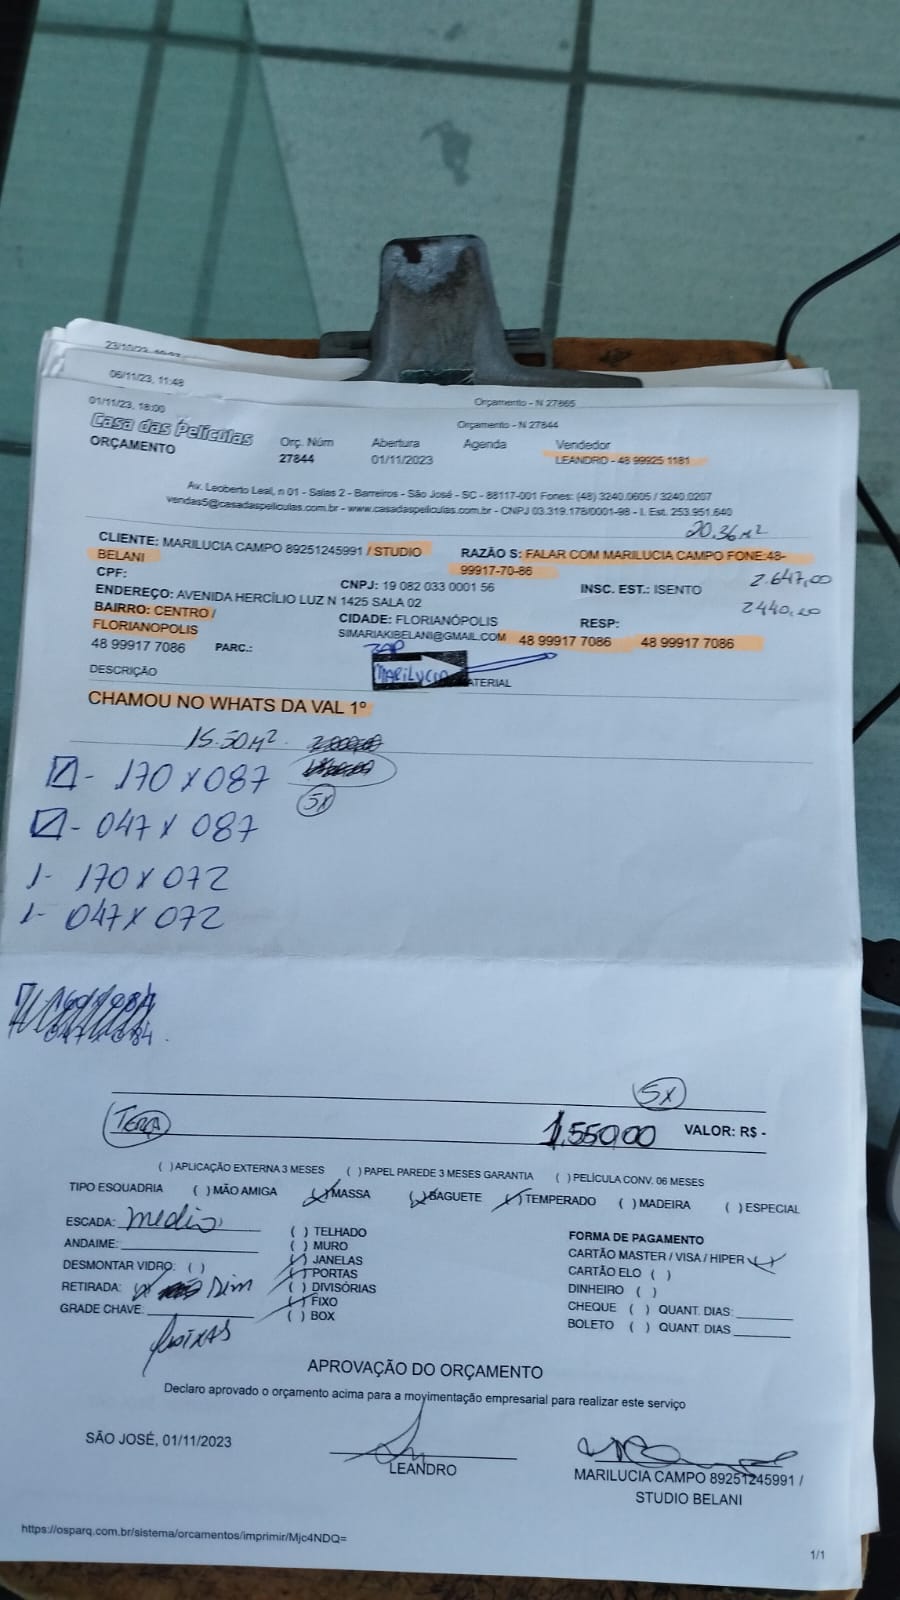 23/10/23
06/11/23, 11:48
Orçamento - N 27865
01/11/23, 18:00
Orçamento - N 27844
Casa das Películas
ORÇAMENTO
Orç. Núm Abertura Agenda Vendedor
27844 01/11/2023 LEANDRO - 48 99925 1181
Av. Leoberto Leal, n 01 - Salas 2 - Barreiros - São José - SC - 88117-001 Fones: (48) 3240.0605 / 3240.0207
vendas5@casadaspeliculas.com.br - www.casadaspeliculas.com.br - CNPJ 03.319.178/0001-98 - I. Est. 253.951.640
20.36 m²
CLIENTE: MARILUCIA CAMPO 89251245991 / STUDIO BELANI
RAZÃO S: FALAR COM MARILUCIA CAMPO FONE:48-99917-70-86
2.647,00
CPF: CNPJ: 19 082 033 0001 56 INSC. EST.: ISENTO
2440,00
ENDEREÇO: AVENIDA HERCÍLIO LUZ N 1425 SALA 02
BAIRRO: CENTRO / FLORIANOPOLIS
CIDADE: FLORIANÓPOLIS RESP:
SIMARIAKIBELANI@GMAIL.COM 48 99917 7086 48 99917 7086
48 99917 7086 PARC.:
ZAP
MARILUCIA
DESCRIÇÃO ATERIAL
CHAMOU NO WHATS DA VAL 1º
15.50 m²
170 x 087
5x
047 x 087
1- 170 x 072
1- 047 x 072
5x
TERÇA 1,550,00 VALOR: R$ -
( ) APLICAÇÃO EXTERNA 3 MESES ( ) PAPEL PAREDE 3 MESES GARANTIA ( ) PELÍCULA CONV. 06 MESES
TIPO ESQUADRIA ( ) MÃO AMIGA (x) MASSA (x) BAGUETE (x) TEMPERADO ( ) MADEIRA ( ) ESPECIAL
ESCADA: medio
ANDAIME:
DESMONTAR VIDRO: ( )
RETIRADA: Dim
GRADE CHAVE:
( ) TELHADO
( ) MURO
( ) JANELAS
( ) PORTAS
( ) DIVISÓRIAS
( ) FIXO
( ) BOX
FORMA DE PAGAMENTO
CARTÃO MASTER / VISA / HIPER
CARTÃO ELO ( )
DINHEIRO ( )
CHEQUE ( ) QUANT. DIAS:
BOLETO ( ) QUANT. DIAS
APROVAÇÃO DO ORÇAMENTO
Declaro aprovado o orçamento acima para a movimentação empresarial para realizar este serviço
SÃO JOSÉ, 01/11/2023
LEANDRO
MARILUCIA CAMPO 89251245991 /
STUDIO BELANI
https://osparq.com.br/sistema/orcamentos/imprimir/Mjc4NDQ=
1/1